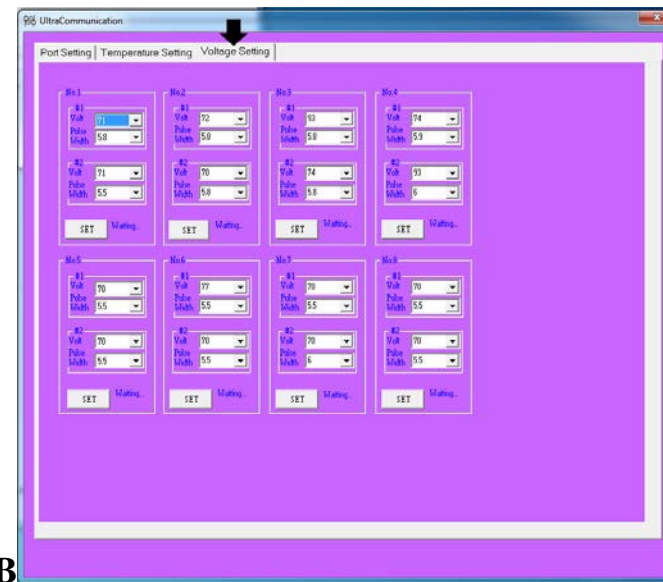 UltraCommunication
Port Setting Temperature Setting Voltage Setting
No.1 No.2 No.3 No.4
#1 #1 #1 #1
Volt 71 Volt 72 Volt 93 Volt 74
Pulse Width 5.8 Pulse Width 5.8 Pulse Width 5.8 Pulse Width 5.9
#2 #2 #2 #2
Volt 71 Volt 70 Volt 74 Volt 93
Pulse Width 5.5 Pulse Width 5.8 Pulse Width 5.8 Pulse Width 6
SET Waiting.. SET Waiting.. SET Waiting.. SET Waiting..
No.5 No.6 No.7 No.8
#1 #1 #1 #1
Volt 70 Volt 77 Volt 70 Volt 70
Pulse Width 5.5 Pulse Width 5.5 Pulse Width 5.5 Pulse Width 5.5
#2 #2 #2 #2
Volt 70 Volt 70 Volt 70 Volt 70
Pulse Width 5.5 Pulse Width 5.5 Pulse Width 6 Pulse Width 5.5
SET Waiting.. SET Waiting.. SET Waiting.. SET Waiting..
B